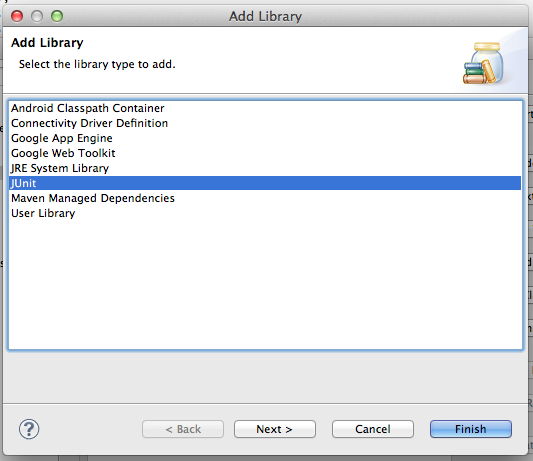 Add Library
Add Library
Select the library type to add.
Android Classpath Container
Connectivity Driver Definition
Google App Engine
Google Web Toolkit
JRE System Library
JUnit
Maven Managed Dependencies
User Library
?
< Back
Next >
Cancel
Finish